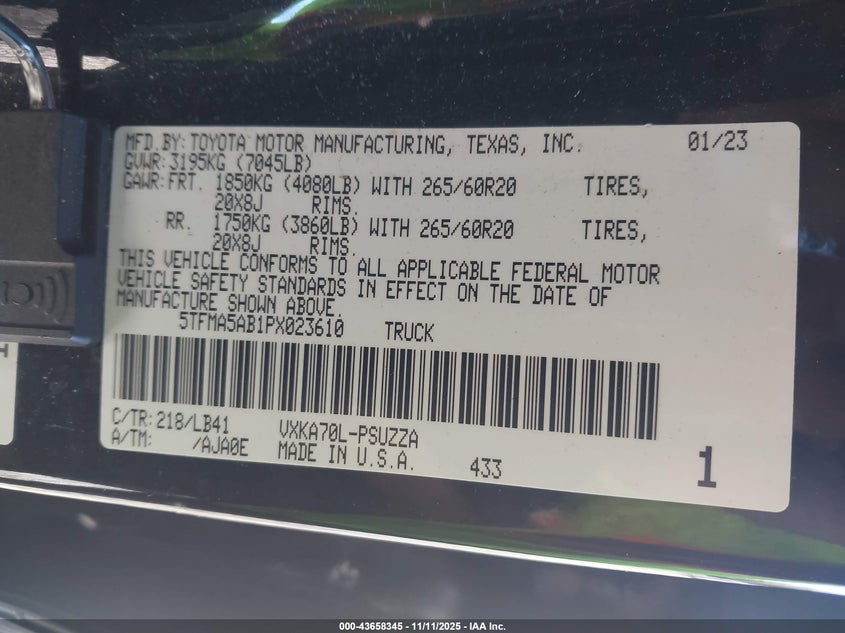 MFD. BY: TOYOTA MOTOR MANUFACTURING, TEXAS, INC. 01/23
GVWR: 3195KG (7045LB)
GAWR: FRT. 1850KG (4080LB) WITH 265/60R20 TIRES,
20X8J RIMS.
RR. 1750KG (3860LB) WITH 265/60R20 TIRES,
20X8J RIMS.
THIS VEHICLE CONFORMS TO ALL APPLICABLE FEDERAL MOTOR
VEHICLE SAFETY STANDARDS IN EFFECT ON THE DATE OF
MANUFACTURE SHOWN ABOVE.
5TFMA5AB1PX023610 TRUCK
C/TR: 218/LB41 VXKA70L-PSUZZA
A/TM: /AJA0E MADE IN U.S.A. 433 1
000-43658345 - 11/11/2025 - IAA Inc.